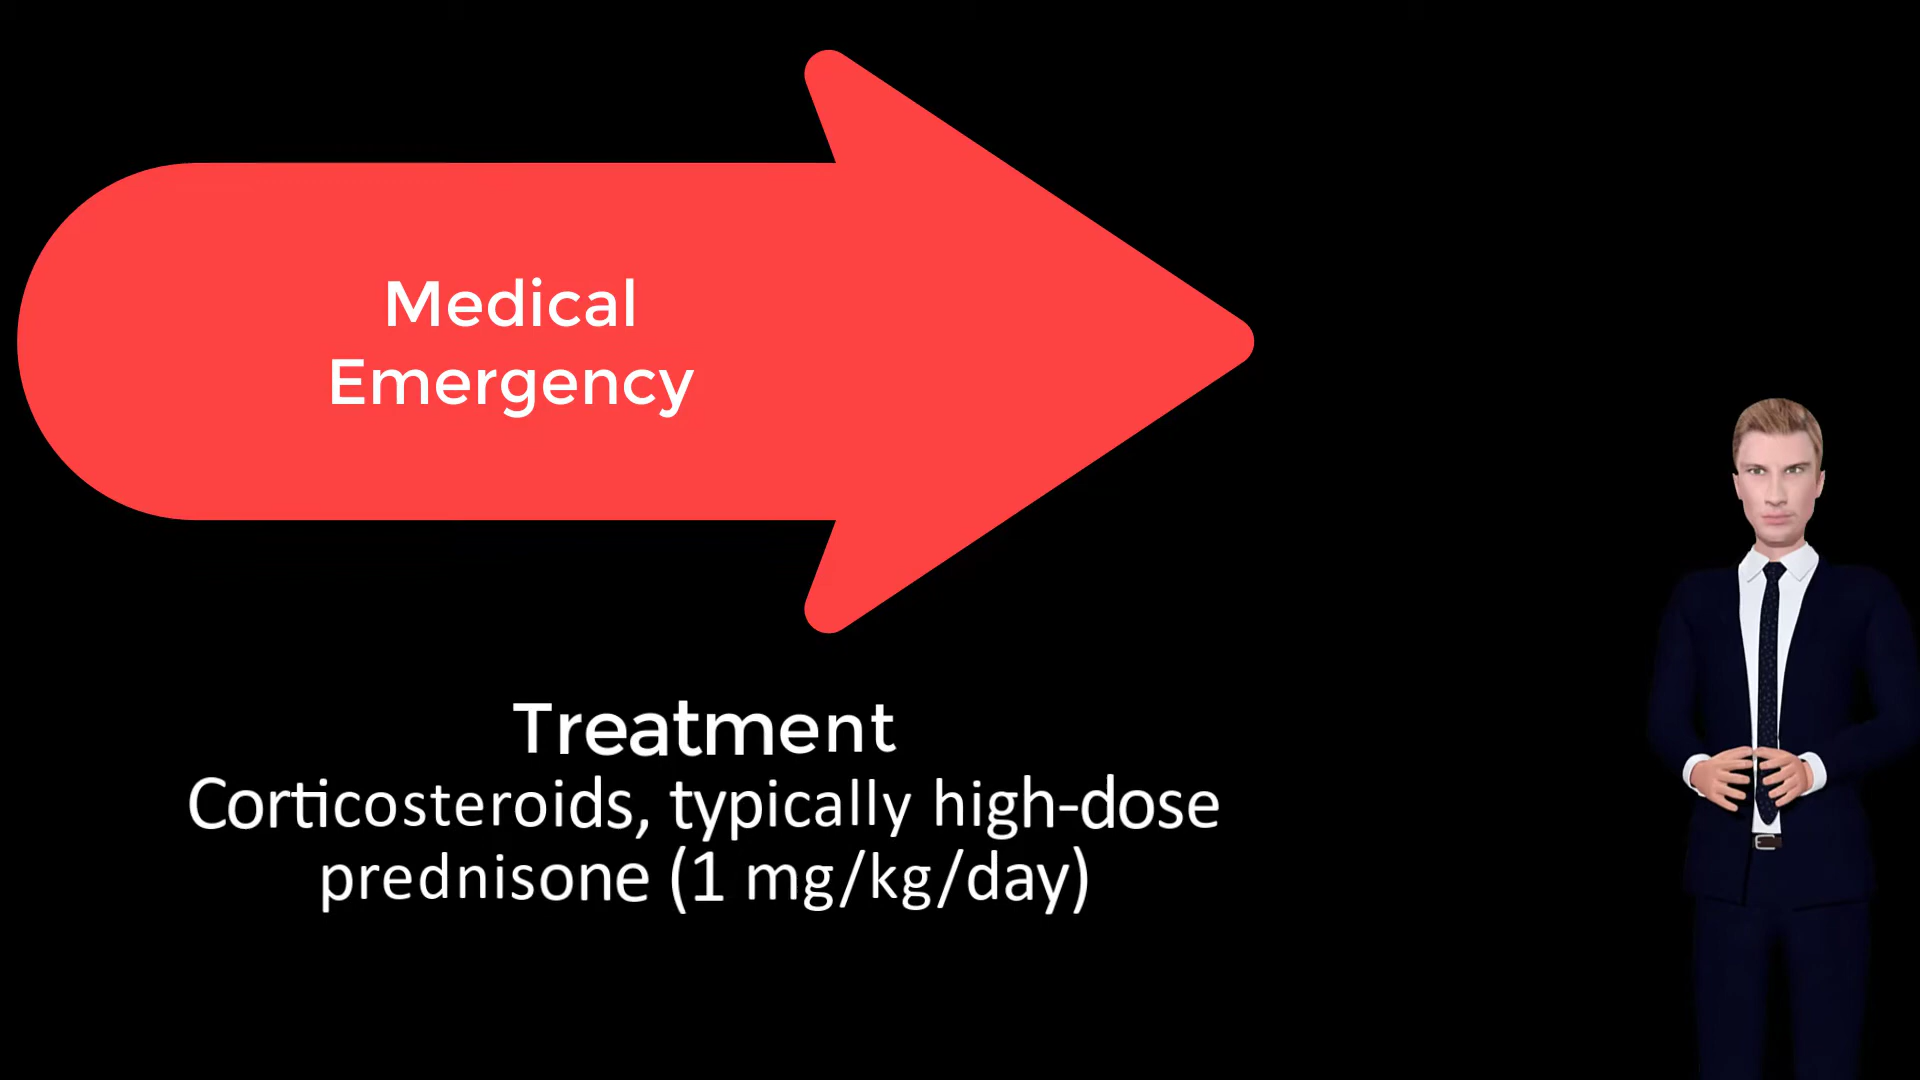 Medical
Emergency
Treatment
Corticosteroids, typically high-dose
prednisone (1 mg/kg/day)